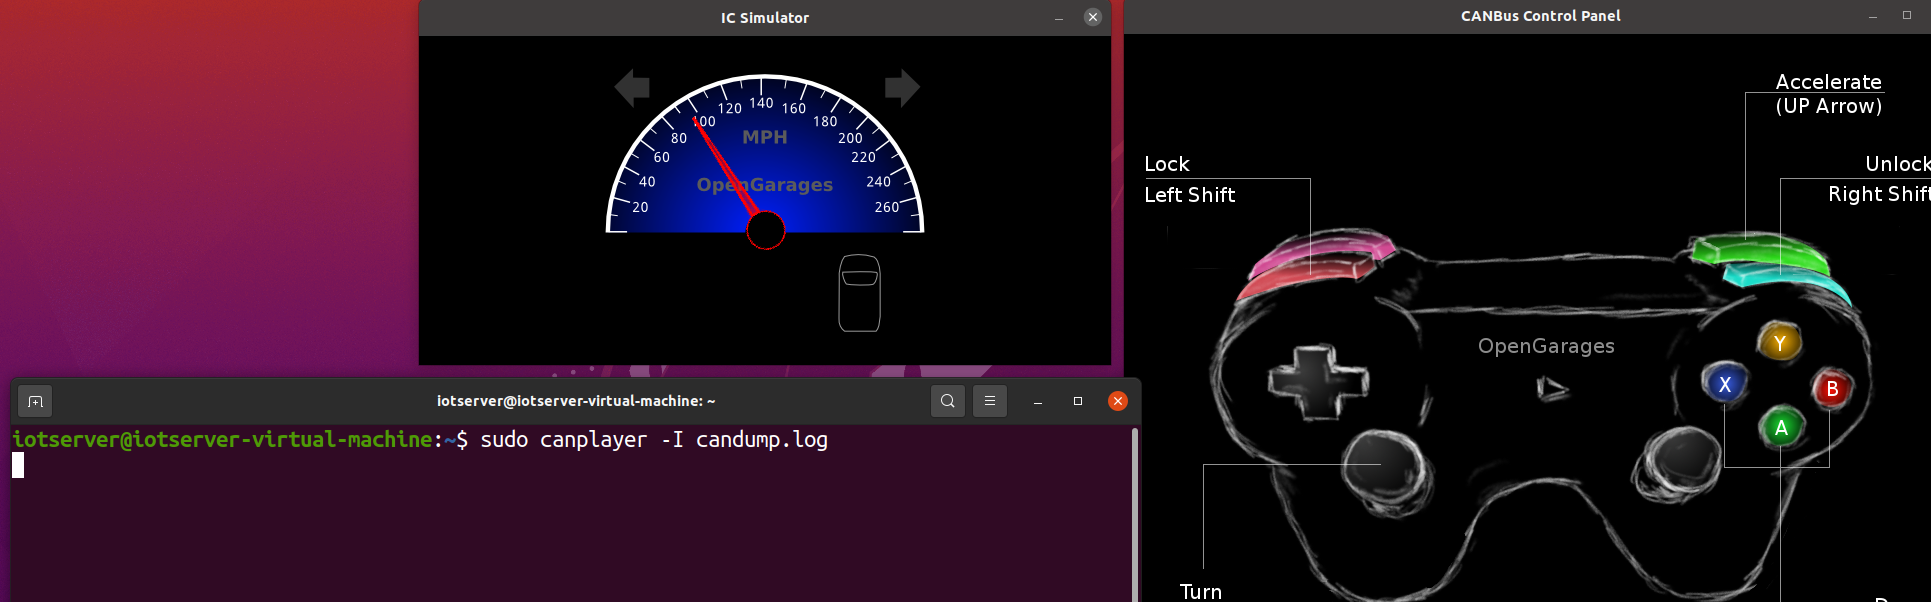 IC Simulator
120 140 160
100 180
80 MPH 200
60 220
40 OpenGarages 240
20 260
CANBus Control Panel
Accelerate
(UP Arrow)
Lock
Left Shift
Unlock
Right Shift
OpenGarages
Y
X B
A
Turn
iotserver@iotserver-virtual-machine: ~
iotserver@iotserver-virtual-machine:~$ sudo canplayer -I candump.log